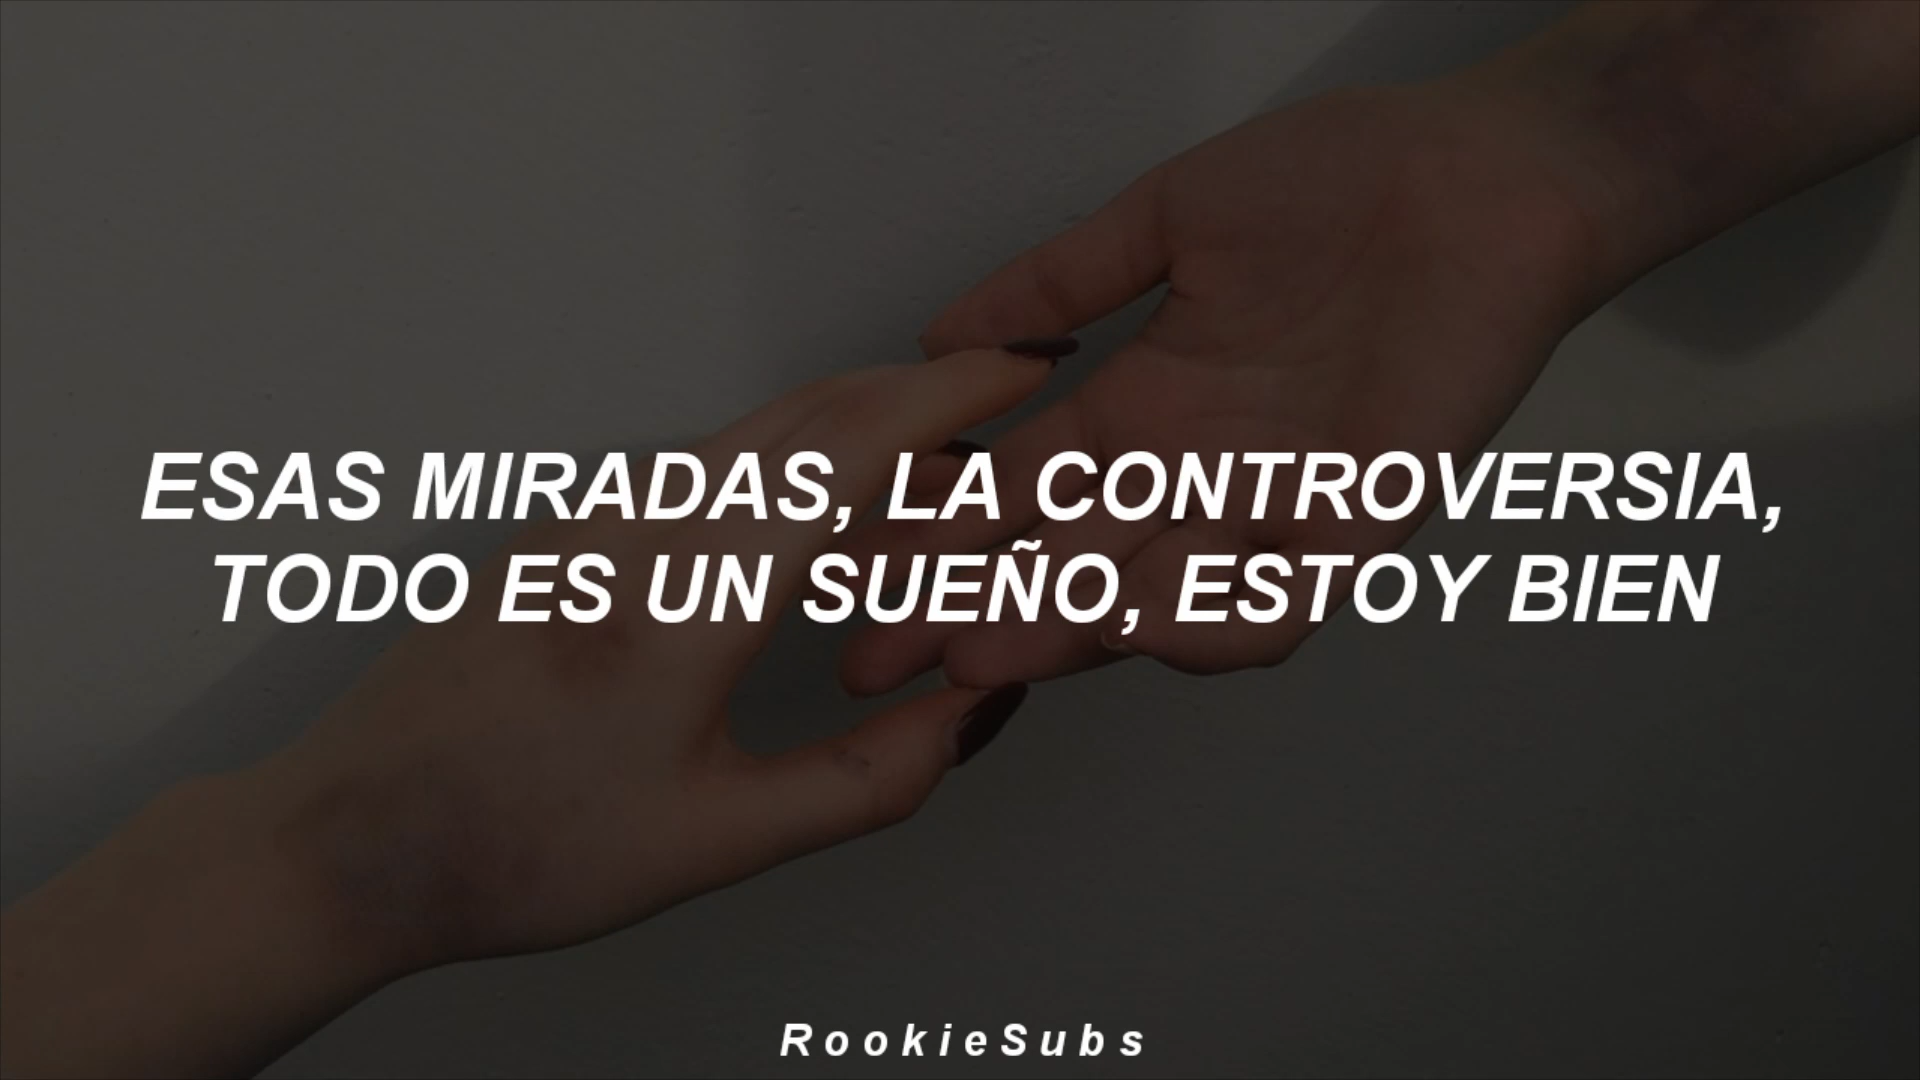 ESAS MIRADAS, LA CONTROVERSIA,
TODO ES UN SUEÑO, ESTOY BIEN
RookieSubs